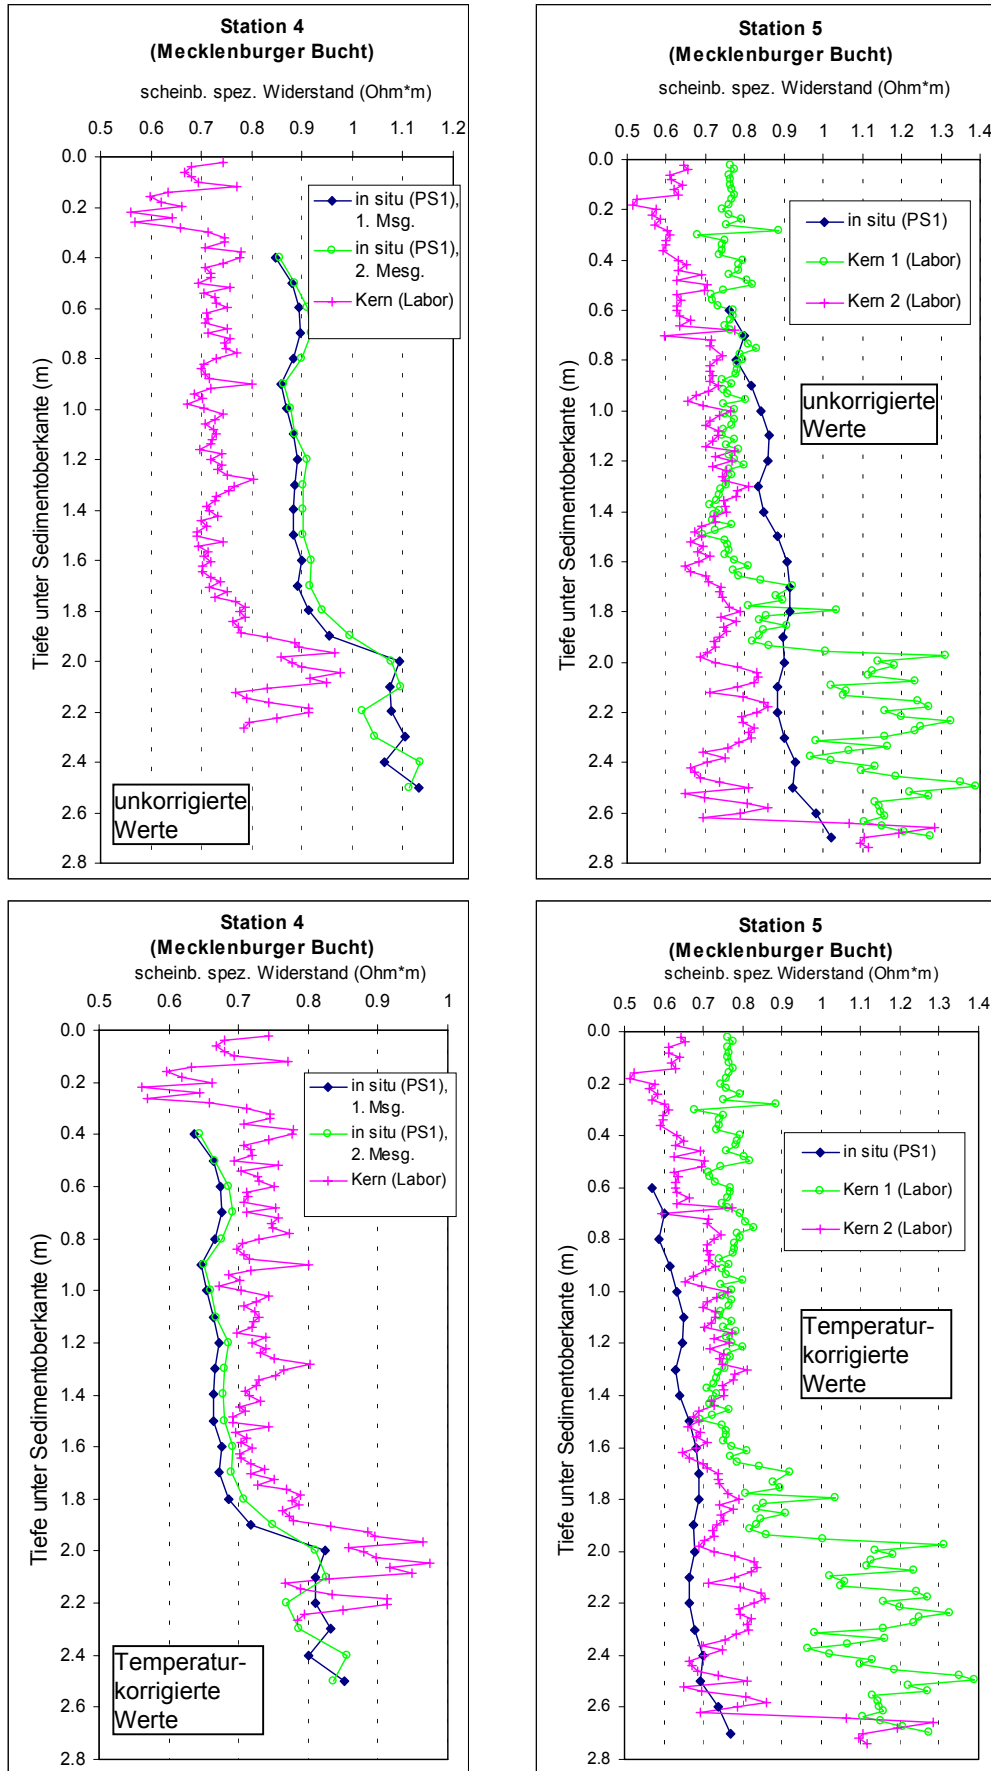 Station 4
(Mecklenburger Bucht)
scheinb. spez. Widerstand (Ohm*m)
0.5 0.6 0.7 0.8 0.9 1 1.1 1.2
0.0
0.2
0.4
0.6
0.8
1.0
1.2
1.4
1.6
1.8
2.0
2.2
2.4
2.6
2.8
Tiefe unter Sedimentoberkante (m)
in situ (PS1),
1. Msg.
in situ (PS1),
2. Mesg.
Kern (Labor)
unkorrigierte
Werte
Station 5
(Mecklenburger Bucht)
scheinb. spez. Widerstand (Ohm*m)
0.5 0.6 0.7 0.8 0.9 1 1.1 1.2 1.3 1.4
0.0
0.2
0.4
0.6
0.8
1.0
1.2
1.4
1.6
1.8
2.0
2.2
2.4
2.6
2.8
Tiefe unter Sedimentoberkante (m)
in situ (PS1)
Kern 1 (Labor)
Kern 2 (Labor)
unkorrigierte
Werte
Station 4
(Mecklenburger Bucht)
scheinb. spez. Widerstand (Ohm*m)
0.5 0.6 0.7 0.8 0.9 1
0.0
0.2
0.4
0.6
0.8
1.0
1.2
1.4
1.6
1.8
2.0
2.2
2.4
2.6
2.8
Tiefe unter Sedimentoberkante (m)
in situ (PS1),
1. Msg.
in situ (PS1),
2. Mesg.
Kern (Labor)
Temperatur-
korrigierte
Werte
Station 5
(Mecklenburger Bucht)
scheinb. spez. Widerstand (Ohm*m)
0.5 0.6 0.7 0.8 0.9 1 1.1 1.2 1.3 1.4
0.0
0.2
0.4
0.6
0.8
1.0
1.2
1.4
1.6
1.8
2.0
2.2
2.4
2.6
2.8
Tiefe unter Sedimentoberkante (m)
in situ (PS1)
Kern 1 (Labor)
Kern 2 (Labor)
Temperatur-
korrigierte
Werte